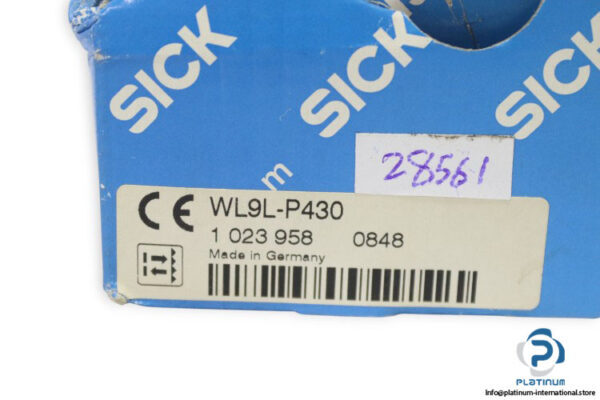 SICK
SICK
SICK
m
28561
CE
WL9L-P430
1 023 958 0848
Made in Germany
P
PLATINUM
info@platinum-international.store